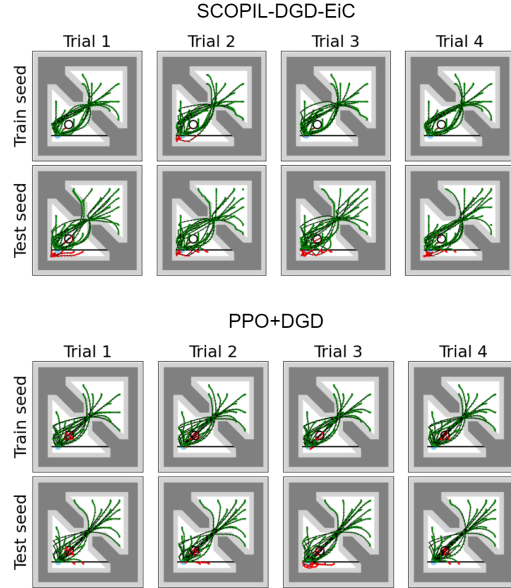 SCOPIL-DGD-EiC
Trial 1 Trial 2 Trial 3 Trial 4
Train seed
Test seed
PPO+DGD
Trial 1 Trial 2 Trial 3 Trial 4
Train seed
Test seed